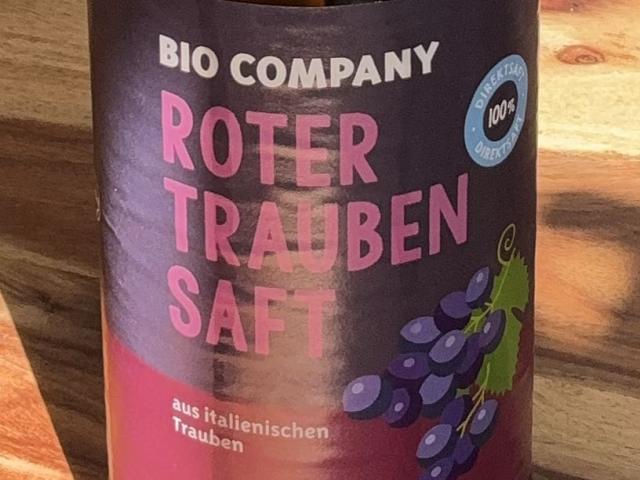 BIO COMPANY
ROTER
TRAUBEN
SAFT
DIREKTSAFT
100%
DIREKTSAFT
aus italienischen
Trauben